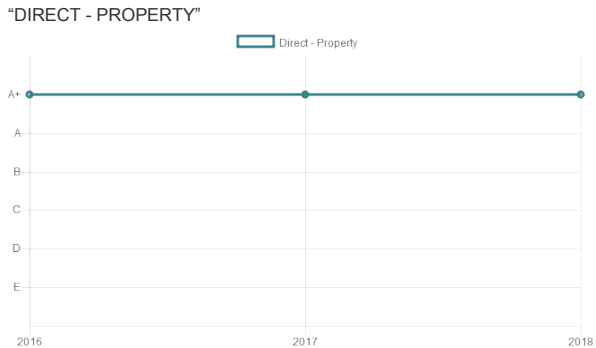 “DIRECT - PROPERTY”
Direct - Property
A+
A
B
C
D
E
2016 2017 2018